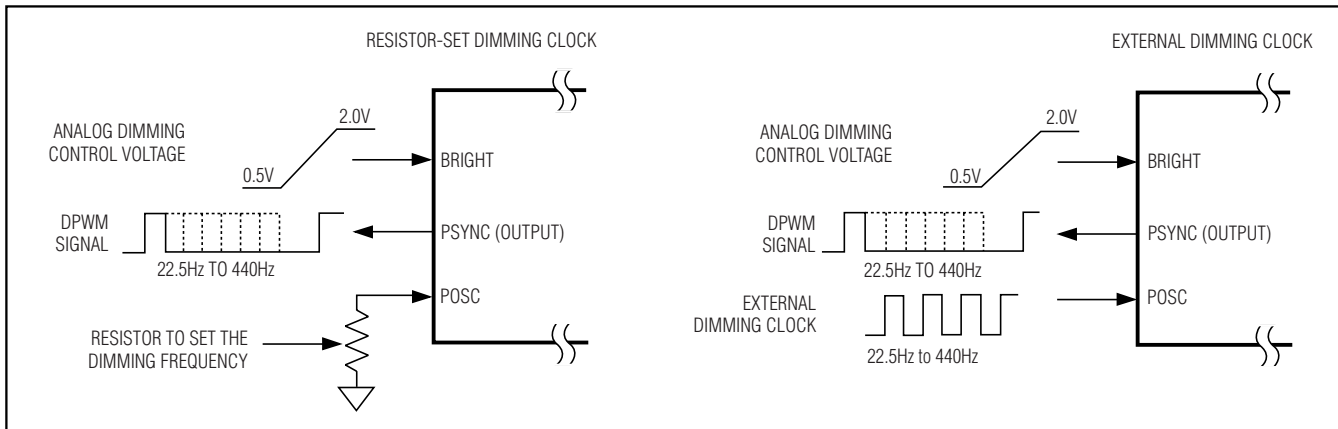 RESISTOR-SET DIMMING CLOCK
ANALOG DIMMING
CONTROL VOLTAGE
2.0V
0.5V
BRIGHT
DPWM
SIGNAL
PSYNC (OUTPUT)
22.5Hz TO 440Hz
POSC
RESISTOR TO SET THE
DIMMING FREQUENCY
EXTERNAL DIMMING CLOCK
ANALOG DIMMING
CONTROL VOLTAGE
2.0V
0.5V
BRIGHT
DPWM
SIGNAL
PSYNC (OUTPUT)
22.5Hz TO 440Hz
EXTERNAL
DIMMING CLOCK
POSC
22.5Hz to 440Hz